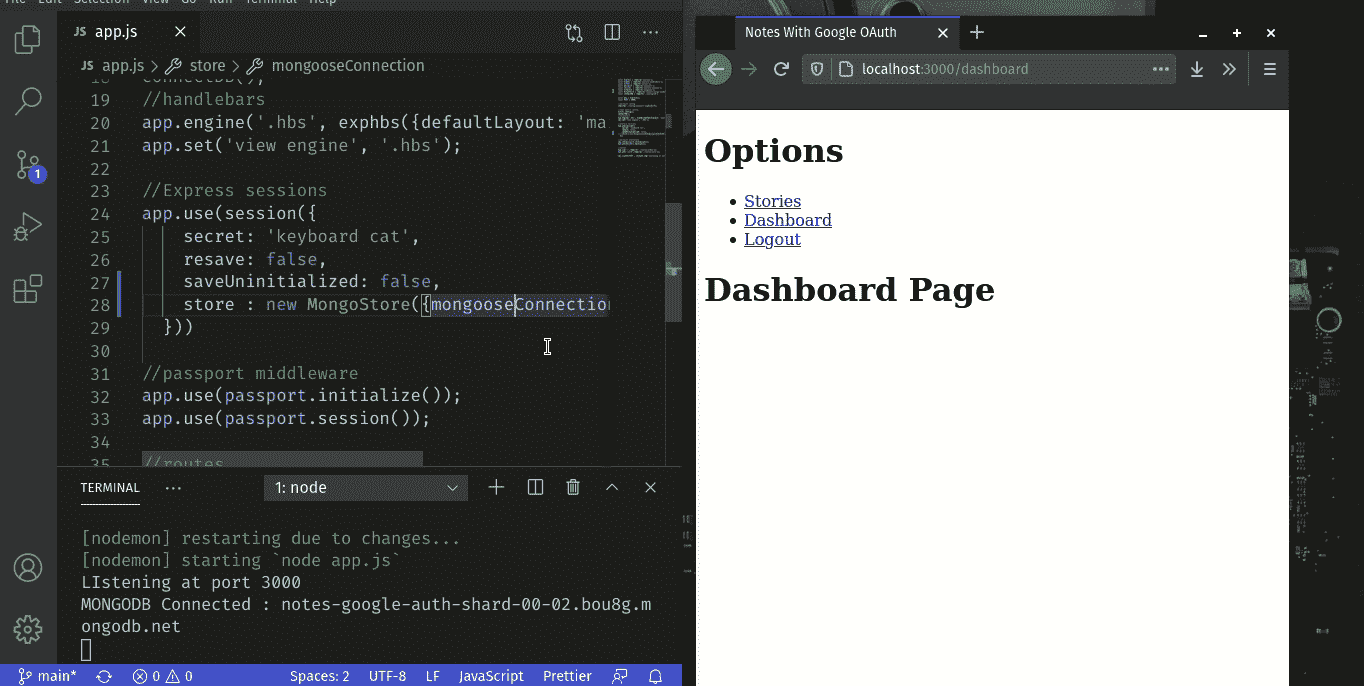 File Edit Selection View Go Run Terminal Help
JS app.js
JS app.js > store > mongooseConnection
18 connectDB();
19 //handlebars
20 app.engine('.hbs', exphbs({defaultLayout: 'ma
21 app.set('view engine', '.hbs');
22
23 //Express sessions
24 app.use(session({
25 secret: 'keyboard cat',
26 resave: false,
27 saveUninitialized: false,
28 store : new MongoStore({mongooseConnectio
29 }))
30
31 //passport middleware
32 app.use(passport.initialize());
33 app.use(passport.session());
34
35 //routes
1
TERMINAL
1: node
[nodemon] restarting due to changes...
[nodemon] starting `node app.js`
LIstening at port 3000
MONGODB Connected : notes-google-auth-shard-00-02.bou8g.m
ongodb.net
main* 0 0 Spaces: 2 UTF-8 LF JavaScript Prettier
Notes With Google OAuth
localhost:3000/dashboard
Options
Stories
Dashboard
Logout
Dashboard Page